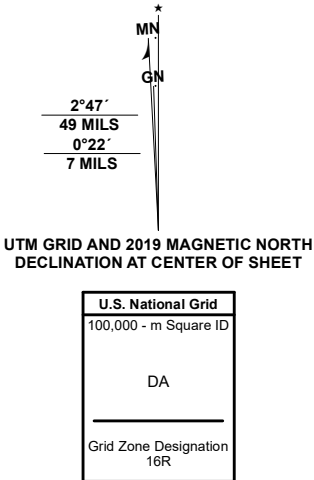 ★
MN
GN
2°47´
49 MILS
0°22´
7 MILS
UTM GRID AND 2019 MAGNETIC NORTH
DECLINATION AT CENTER OF SHEET
U.S. National Grid
100,000 - m Square ID
DA
Grid Zone Designation
16R